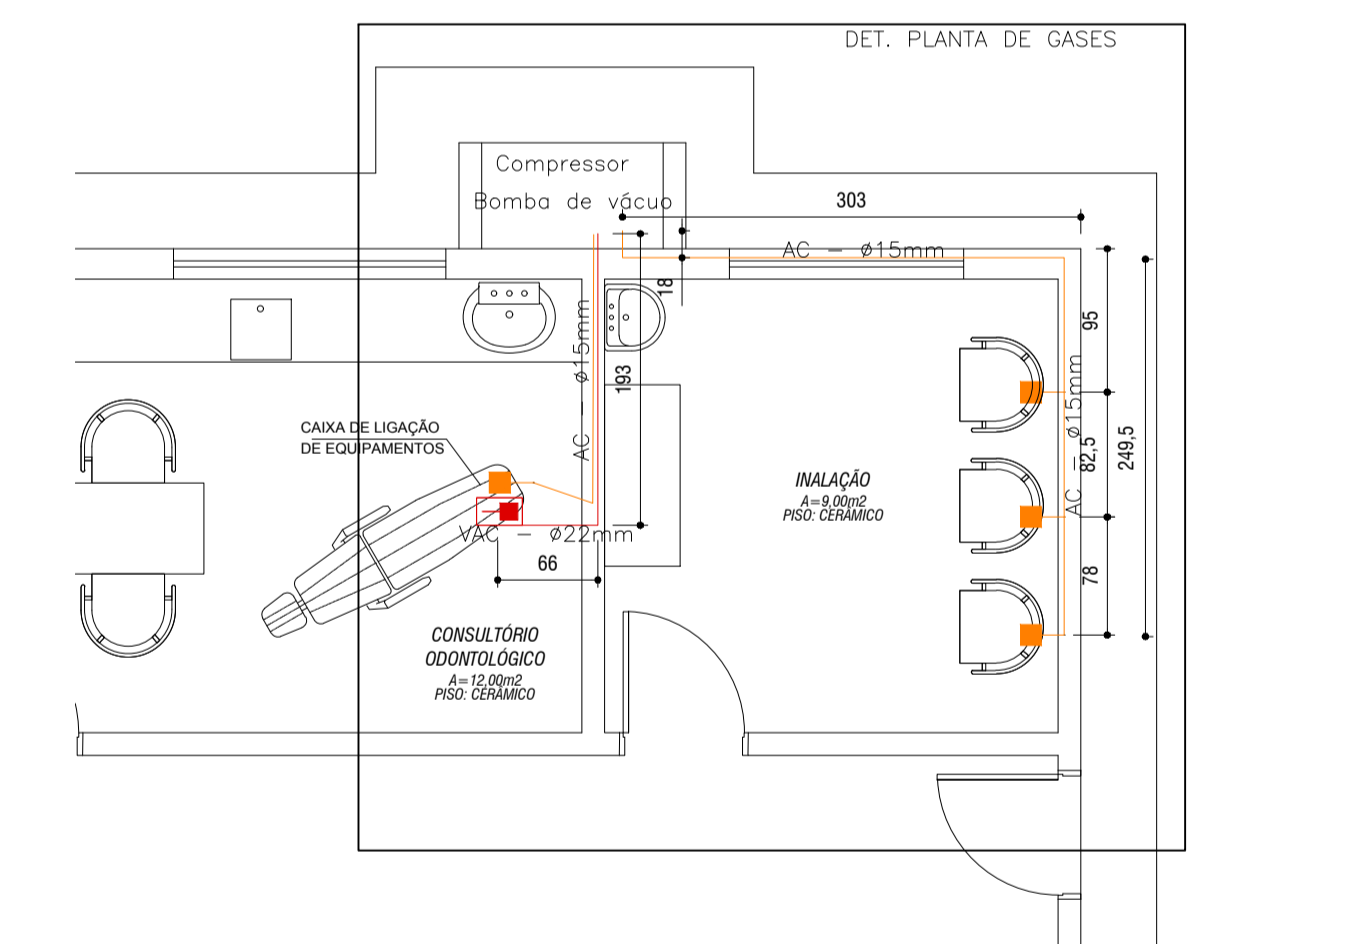 DET. PLANTA DE GASES
Compressor
Bomba de vácuo
303
AC - ø15mm
18
95
AC - ø15mm
193
AC - ø15mm
82,5
249,5
CAIXA DE LIGAÇÃO
DE EQUIPAMENTOS
INALAÇÃO
A=9,00m2
PISO: CERÂMICO
VAC - ø22mm
66
78
CONSULTÓRIO
ODONTOLÓGICO
A=12,00m2
PISO: CERÂMICO